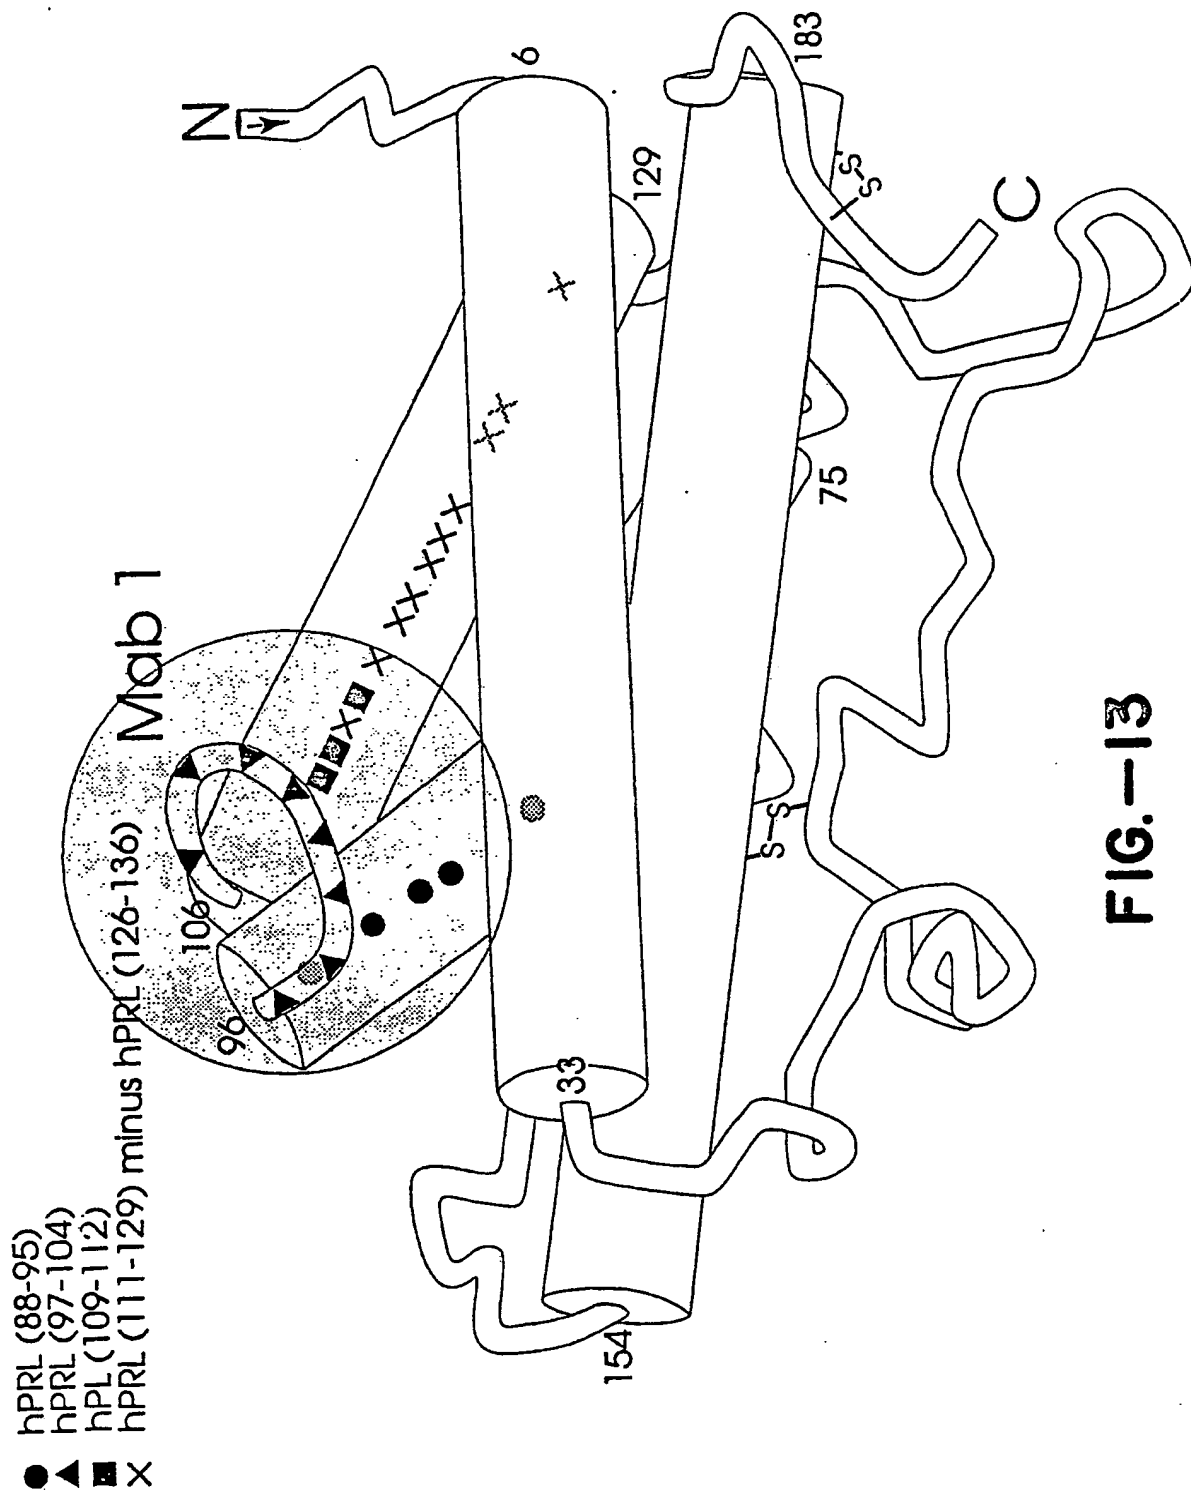 ● hPRL (88-95)
▲ hPRL (97-104)
■ hPL (109-112)
× hPRL (111-129) minus hPRL (126-136)
Mab 1
N
106
96
6
129
33
154
75
183
S-S
S-S
C
FIG.—13